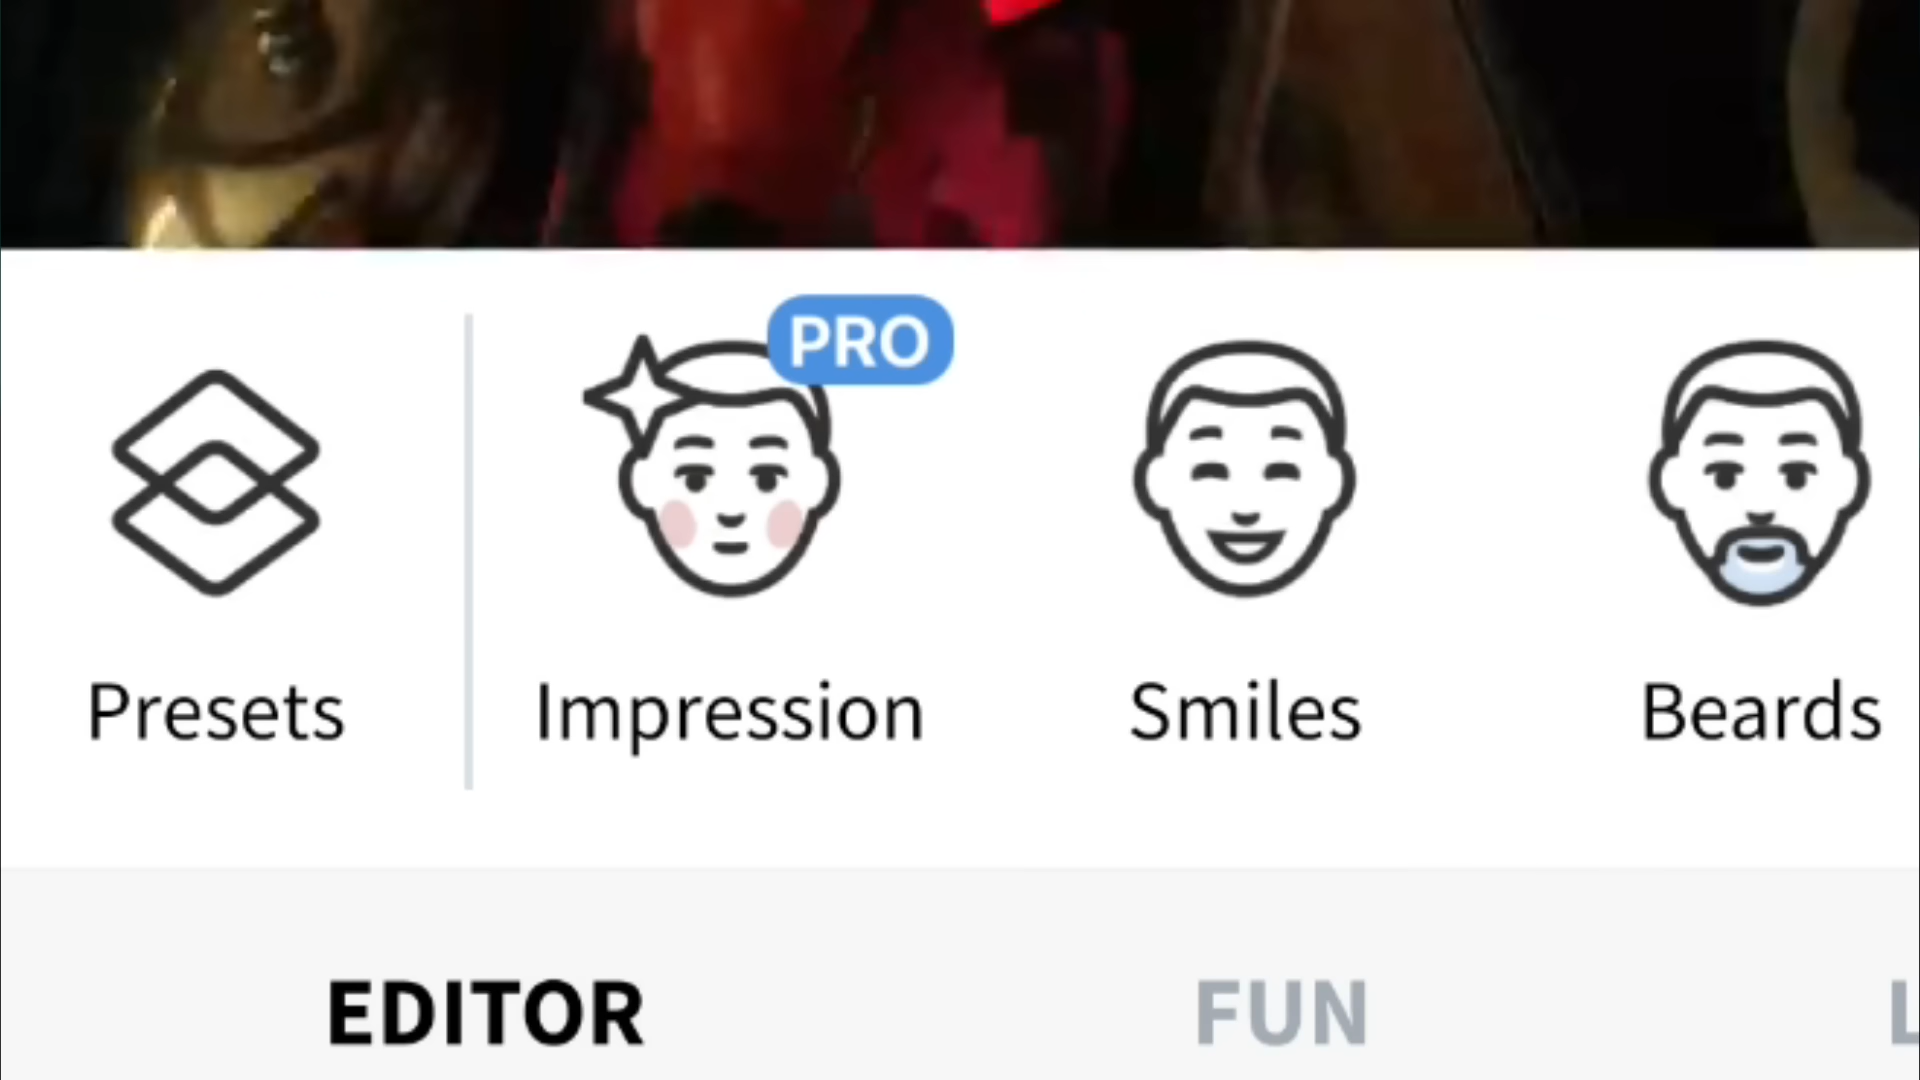 PRO
Presets
Impression
Smiles
Beards
EDITOR
FUN